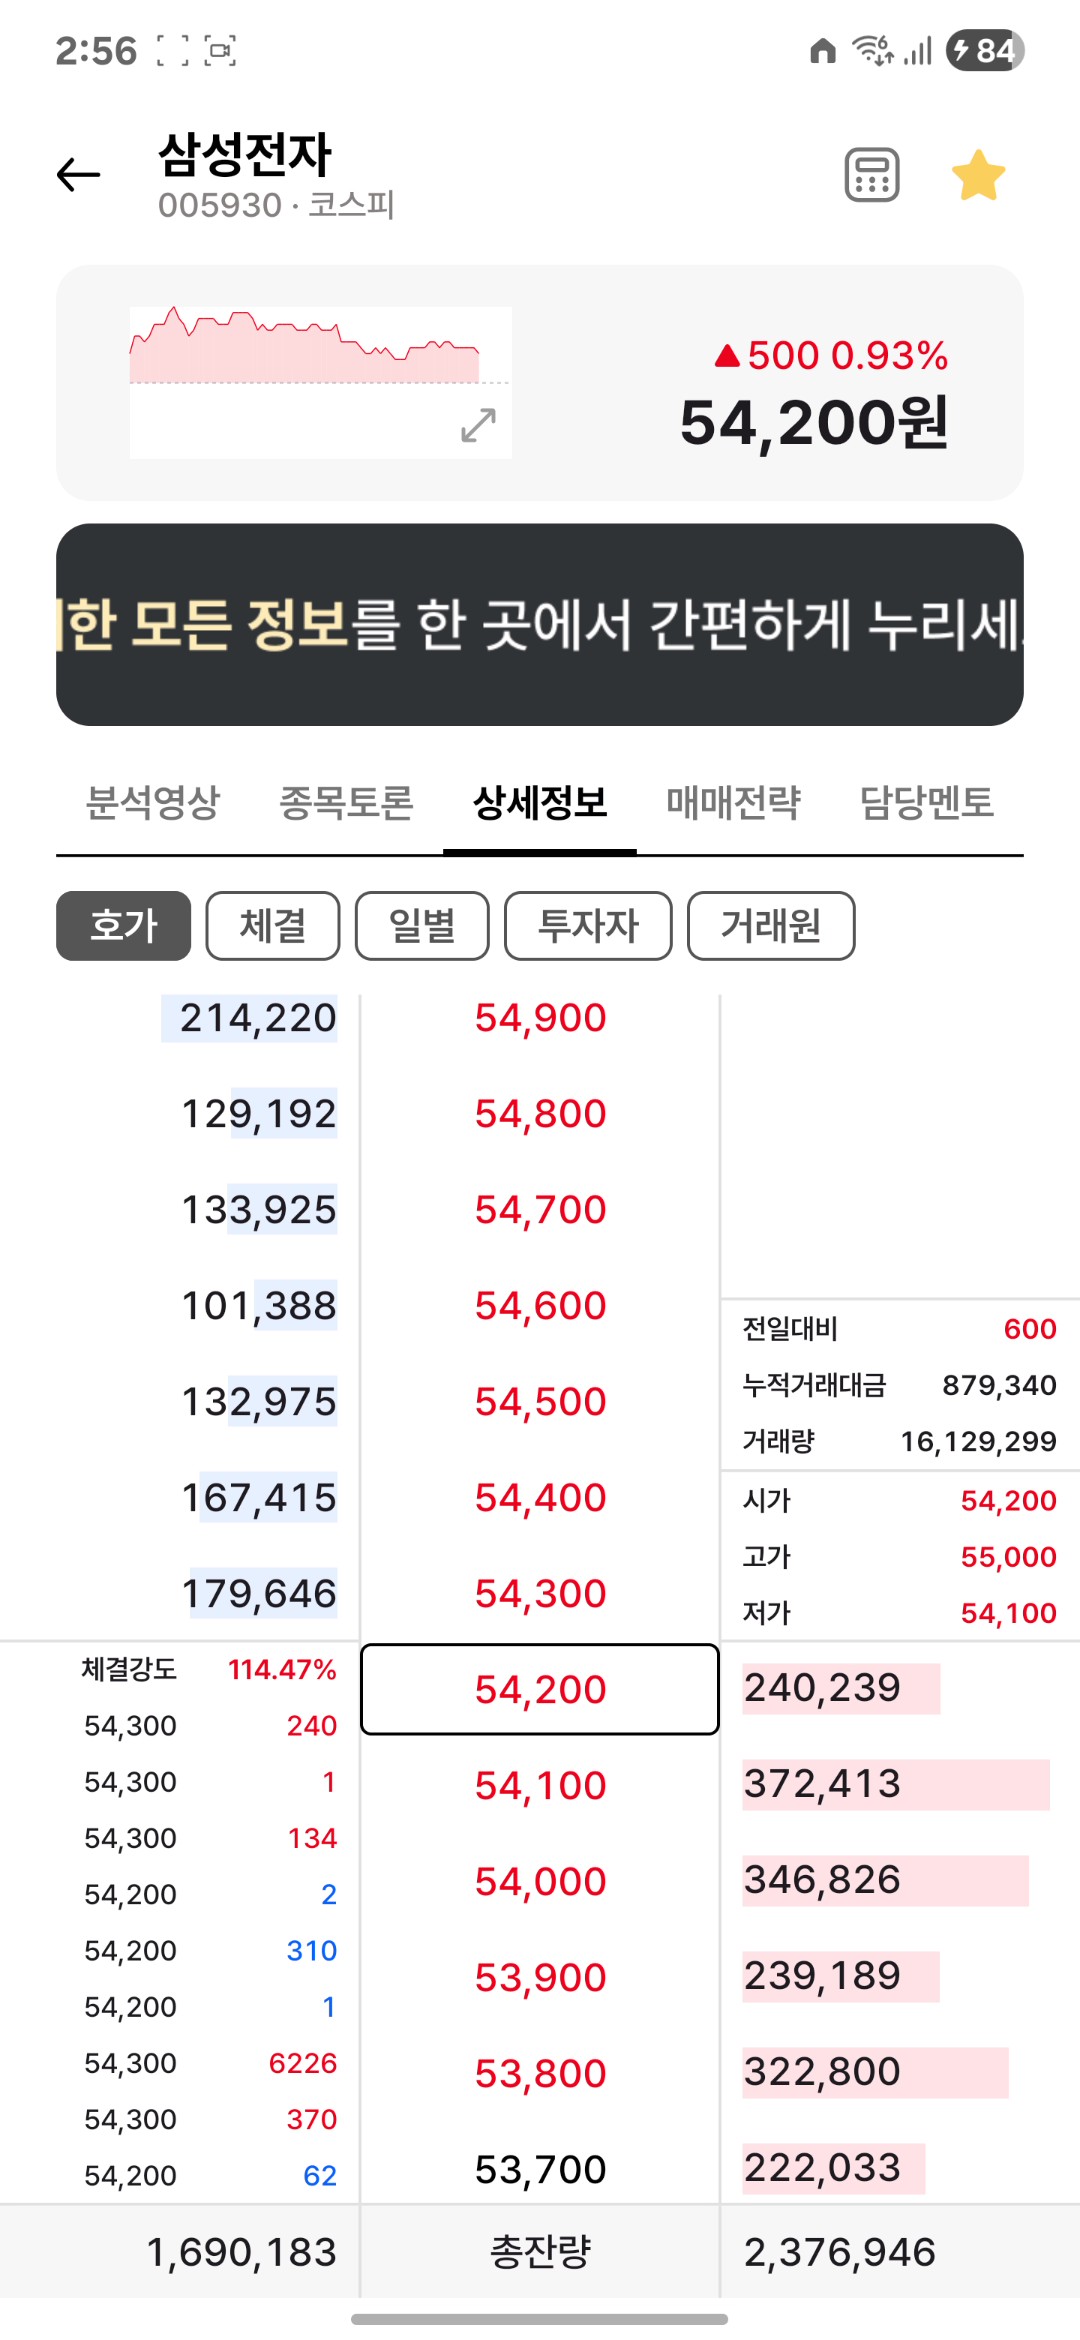 2:56
84
삼성전자
005930 · 코스피
▲500 0.93%
54,200원
한 모든 정보를 한 곳에서 간편하게 누리세
분석영상 종목토론 상세정보 매매전략 담당멘토
호가 체결 일별 투자자 거래원
214,220 54,900
129,192 54,800
133,925 54,700
101,388 54,600
132,975 54,500
167,415 54,400
179,646 54,300
전일대비 600
누적거래대금 879,340
거래량 16,129,299
시가 54,200
고가 55,000
저가 54,100
체결강도 114.47%
54,300 240
54,300 1
54,300 134
54,200 2
54,200 310
54,200 1
54,300 6226
54,300 370
54,200 62
54,200 240,239
54,100 372,413
54,000 346,826
53,900 239,189
53,800 322,800
53,700 222,033
1,690,183 총잔량 2,376,946